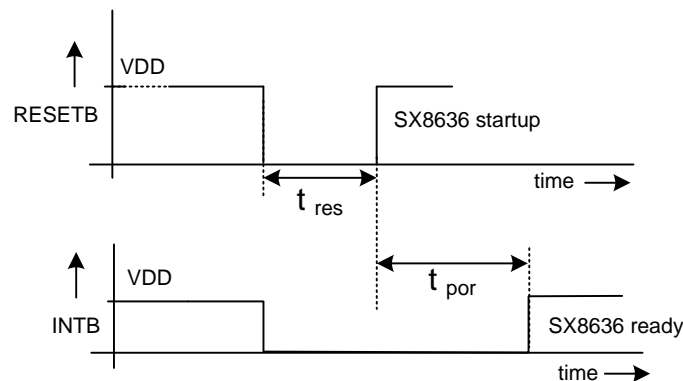 VDD
RESETB
SX8636 startup
time
t res
VDD
t por
INTB
SX8636 ready
time